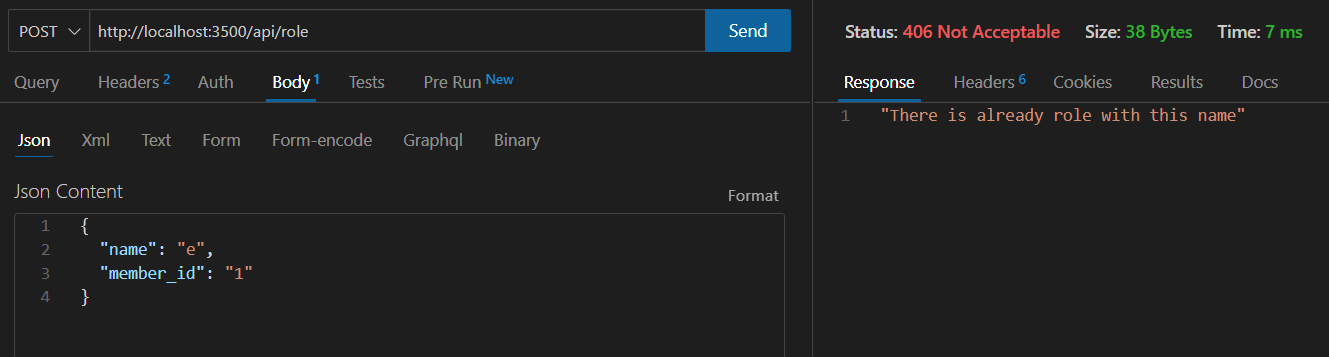 POST http://localhost:3500/api/role Send
Query Headers 2 Auth Body 1 Tests Pre Run New
Json Xml Text Form Form-encode Graphql Binary
Json Content Format
1 {
2 "name": "e",
3 "member_id": "1"
4 }
Status: 406 Not Acceptable Size: 38 Bytes Time: 7 ms
Response Headers 6 Cookies Results Docs
1 "There is already role with this name"